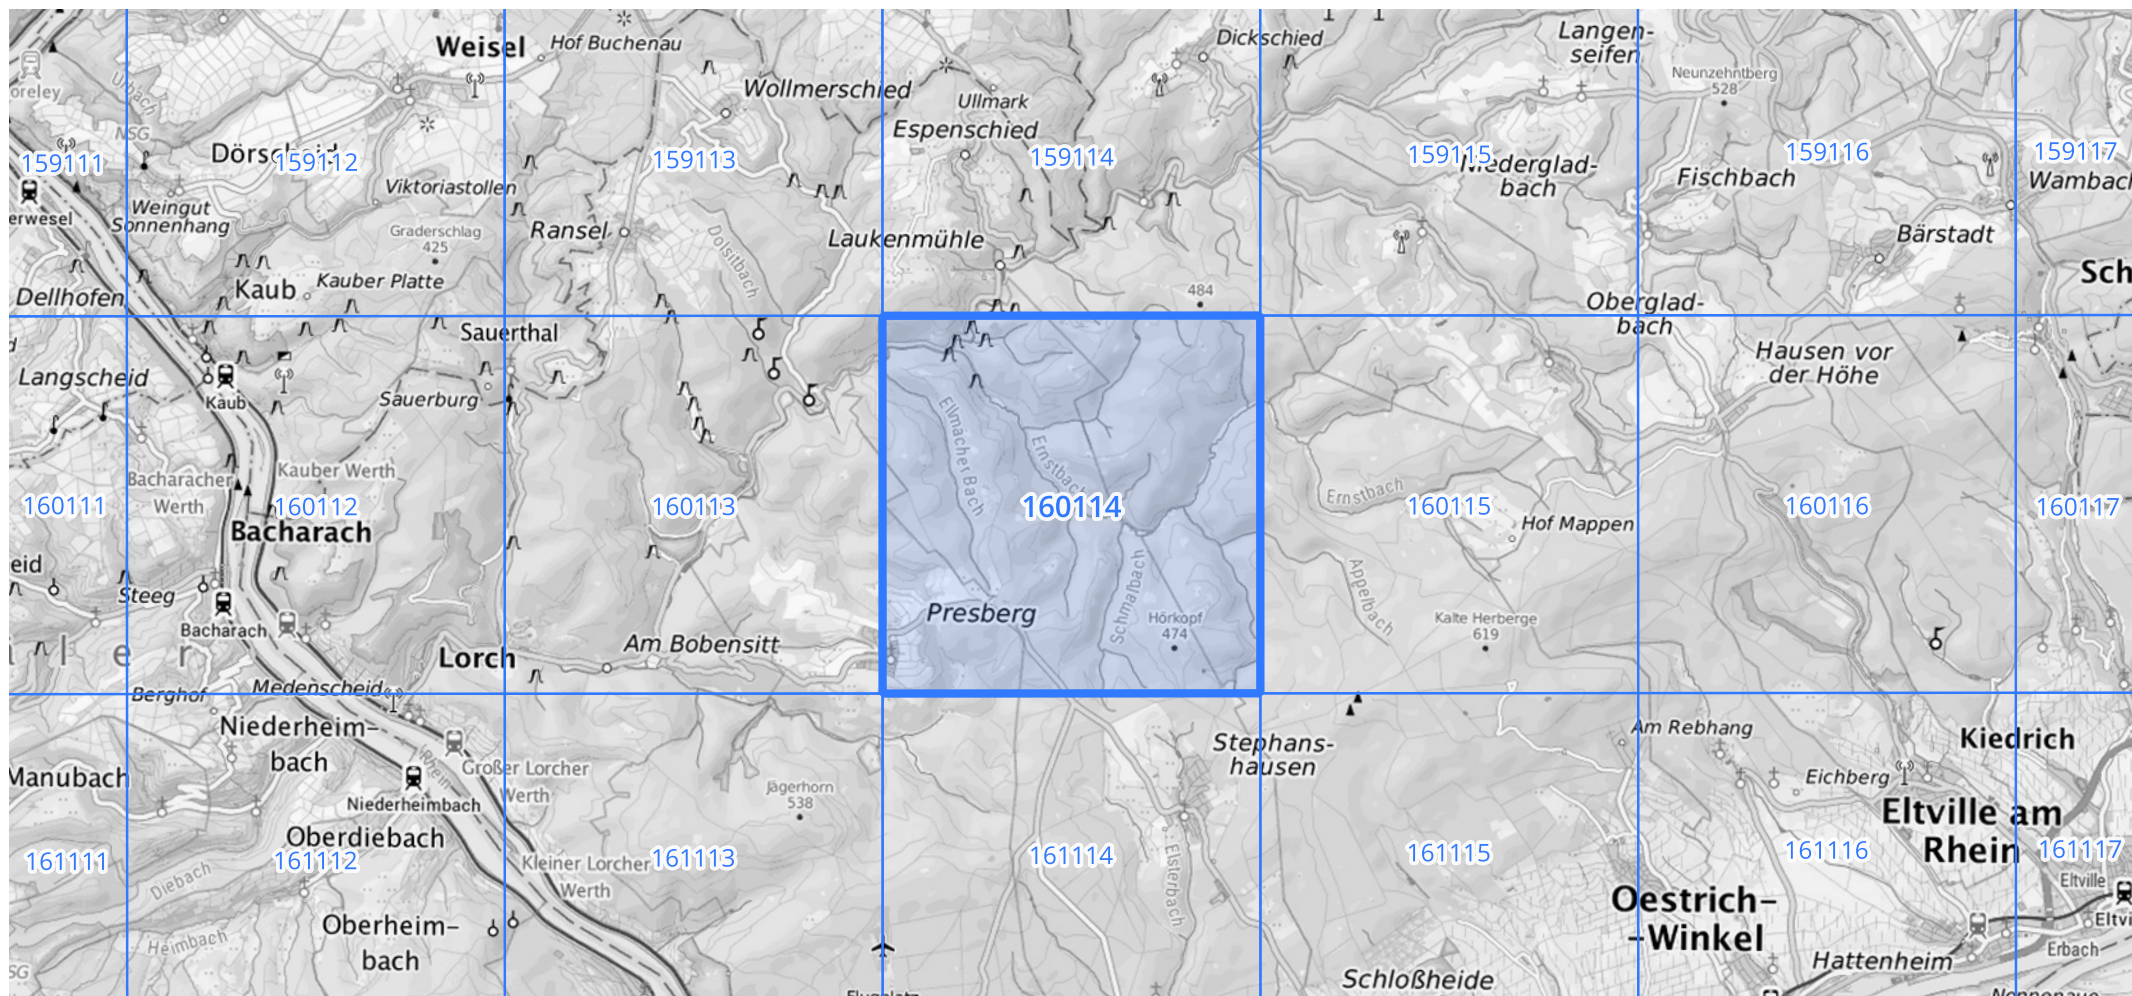 Weisel
Hof Buchenau
Dickschied
Langen-
seifen
Neunzehntberg
528
Wollmerschied
Ullmark
Espenschied
Urbach
NSG
Dörscheid
159111
159112
159113
159114
159115
159116
159117
Niederglad-
bach
Fischbach
Wambach
Viktoriastollen
Weingut
Sonnenhang
Ransel
Graderschlag
425
Dolsitbach
Laukenmühle
Bärstadt
Kaub
Kauber Platte
Dellhofen
484
Oberglad-
bach
Sch
Sauerthal
Langscheid
Kaub
Sauerburg
Hausen vor
der Höhe
Elmächer Bach
Ernstbach
Bacharacher
Werth
Kauber Werth
160111
160112
160113
160114
160115
160116
160117
Ernstbach
Hof Mappen
Bacharach
Steeg
Bacharach
Presberg
Schmalbach
Hörkopf
474
Appelbach
Kalte Herberge
619
Lorch
Am Bobensitt
Berghof
Medenscheid
Niederheim-
bach
Rhein
Großer Lorcher
Werth
Manubach
Niederheimbach
Jägerhorn
538
Stephans-
hausen
Am Rebhang
Kiedrich
Eichberg
Eltville am
Rhein
Oberdiebach
161111
161112
161113
161114
161115
161116
161117
Kleiner Lorcher
Werth
Diebach
Elsterbach
Eltville
Oestrich-
-Winkel
Oberheim-
bach
Heimbach
Hattenheim
Erbach
Schloßheide